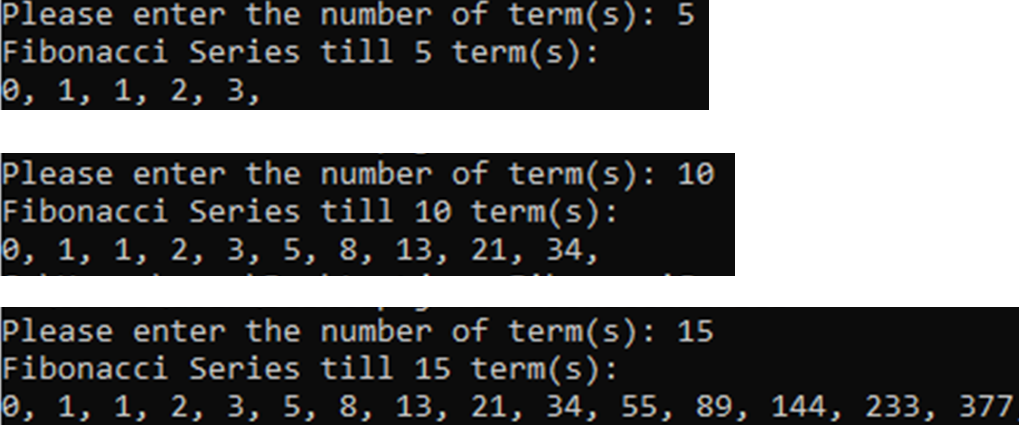 Please enter the number of term(s): 5
Fibonacci Series till 5 term(s):
0, 1, 1, 2, 3,
Please enter the number of term(s): 10
Fibonacci Series till 10 term(s):
0, 1, 1, 2, 3, 5, 8, 13, 21, 34,
Please enter the number of term(s): 15
Fibonacci Series till 15 term(s):
0, 1, 1, 2, 3, 5, 8, 13, 21, 34, 55, 89, 144, 233, 377